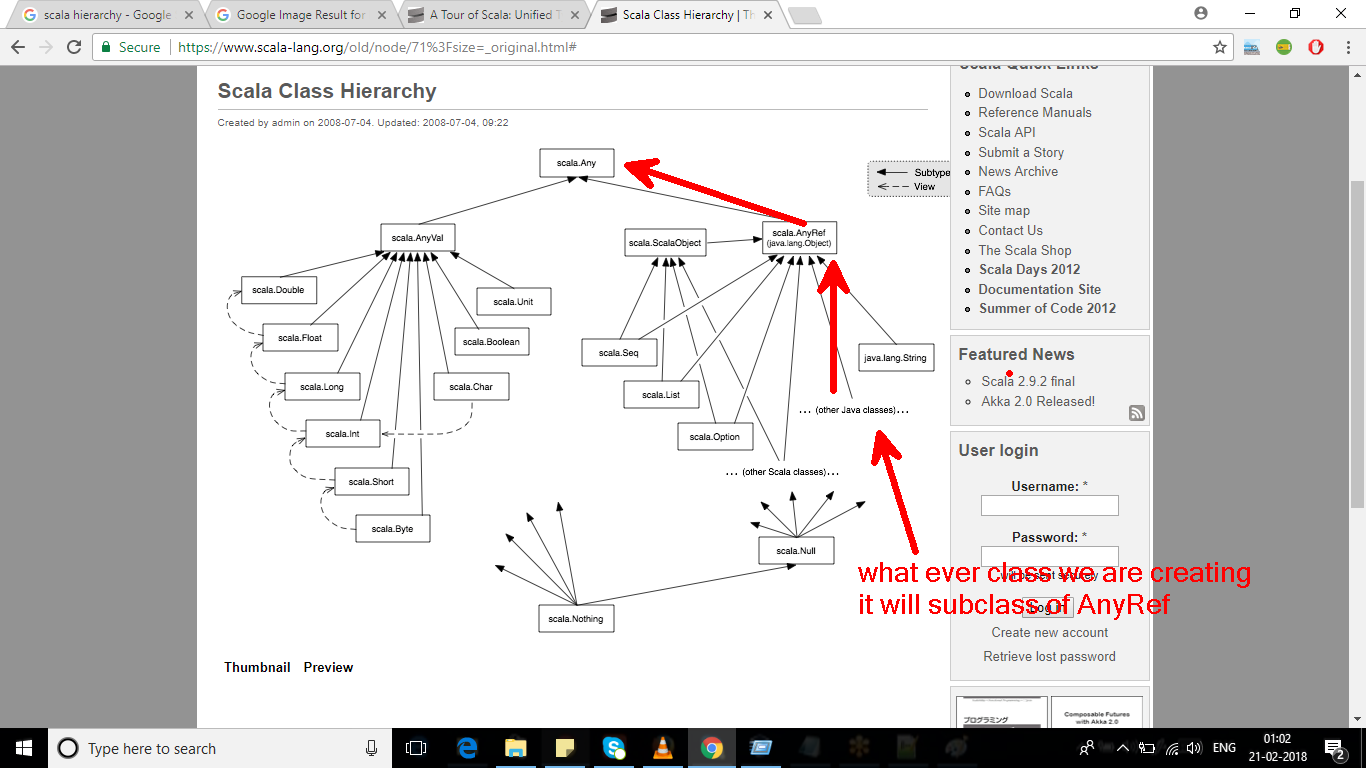 scala hierarchy - Google
Google Image Result for
A Tour of Scala: Unified T
Scala Class Hierarchy | Th
Secure
https://www.scala-lang.org/old/node/71%3Fsize=_original.html#
Scala Class Hierarchy
Created by admin on 2008-07-04. Updated: 2008-07-04, 09:22
scala.Any
Subtype
View
scala.AnyVal
scala.ScalaObject
scala.AnyRef
(java.lang.Object)
scala.Double
scala.Unit
scala.Float
scala.Boolean
scala.Seq
java.lang.String
scala.Long
scala.Char
scala.List
... (other Java classes)...
scala.Int
scala.Option
... (other Scala classes)...
scala.Short
scala.Byte
scala.Null
scala.Nothing
Thumbnail Preview
Scala Quick Links
Download Scala
Reference Manuals
Scala API
Submit a Story
News Archive
FAQs
Site map
Contact Us
The Scala Shop
Scala Days 2012
Documentation Site
Summer of Code 2012
Featured News
Scala 2.9.2 final
Akka 2.0 Released!
User login
Username: *
Password: *
what ever class we are creating
it will subclass of AnyRef
Log in
Create new account
Retrieve lost password
プログラミング
Composable Futures
with Akka 2.0
Type here to search
ENG
01:02
21-02-2018
2